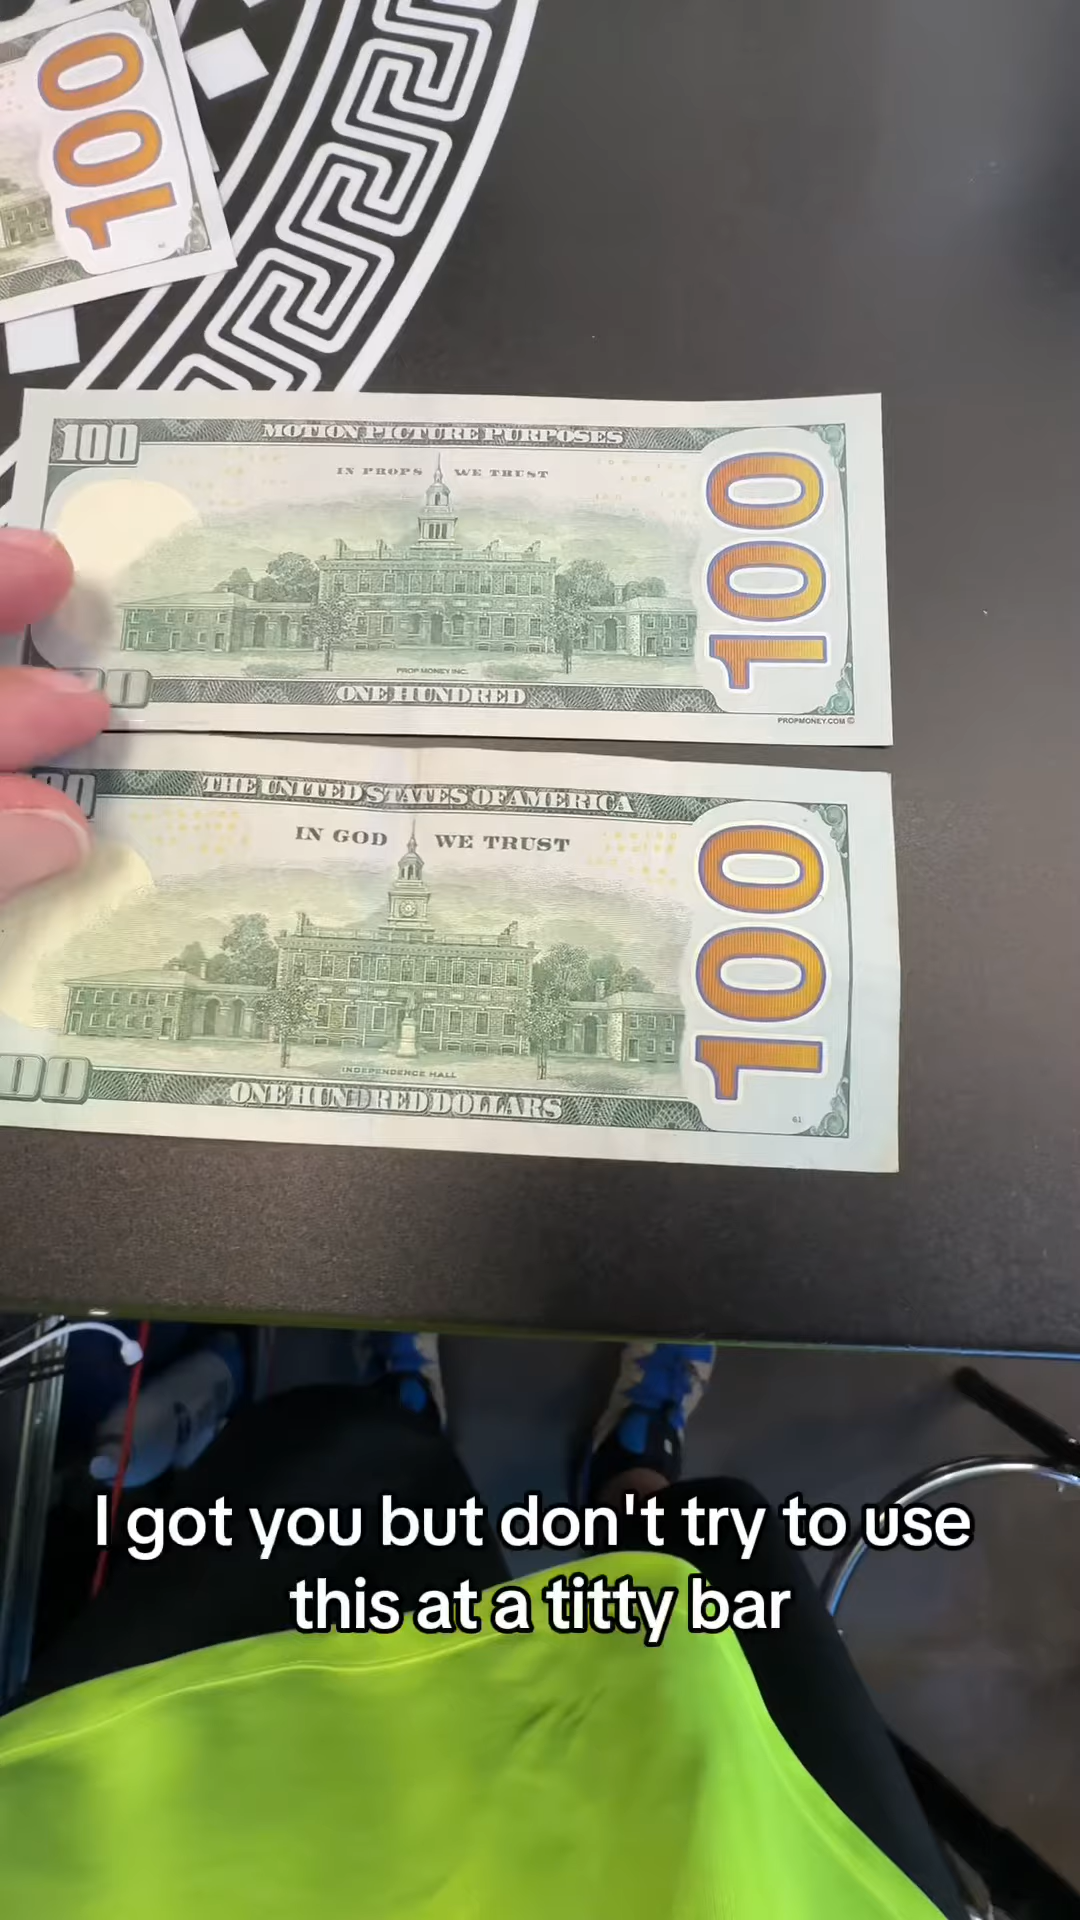 100
100
MOTION PICTURE PURPOSES
IN PROPS WE TRUST
100
PROP MONEY INC.
ONE HUNDRED
PROPMONEY.COM ©
THE UNITED STATES OF AMERICA
IN GOD WE TRUST
100
INDEPENDENCE HALL
ONE HUNDRED DOLLARS
61
I got you but don't try to use
this at a titty bar